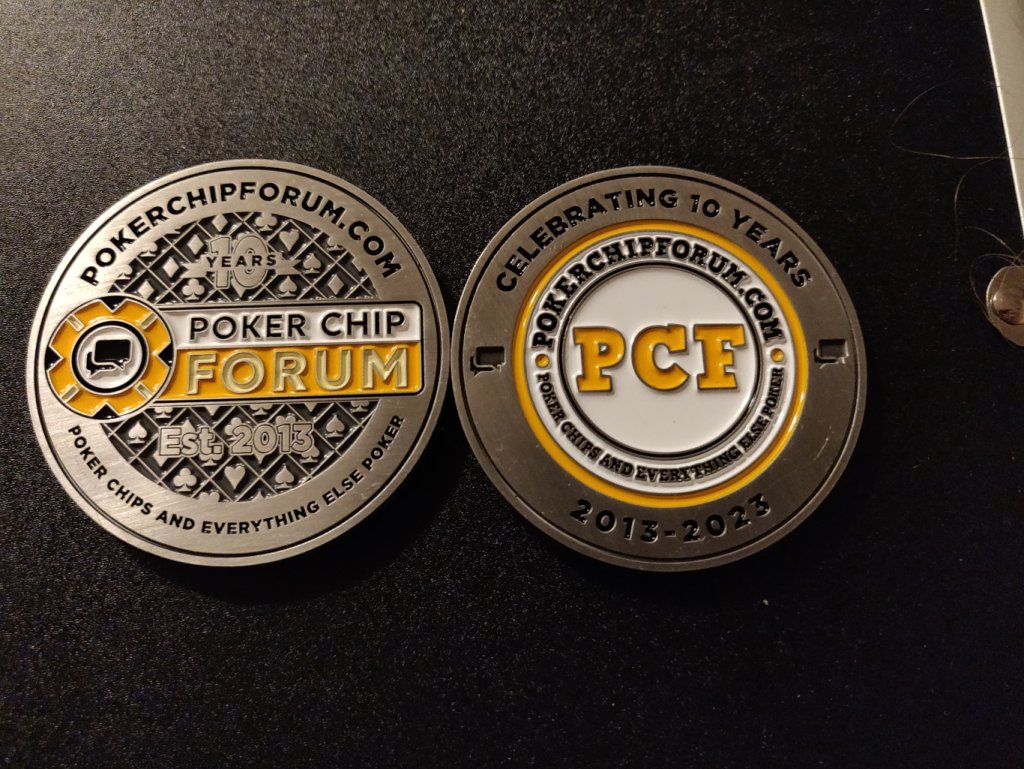 POKERCHIPFORUM.COM
10
YEARS
POKER CHIP
FORUM
Est. 2013
POKER CHIPS AND EVERYTHING ELSE POKER
CELEBRATING 10 YEARS
POKERCHIPFORUM.COM
PCF
POKER CHIPS AND EVERYTHING ELSE POKER
2013-2023